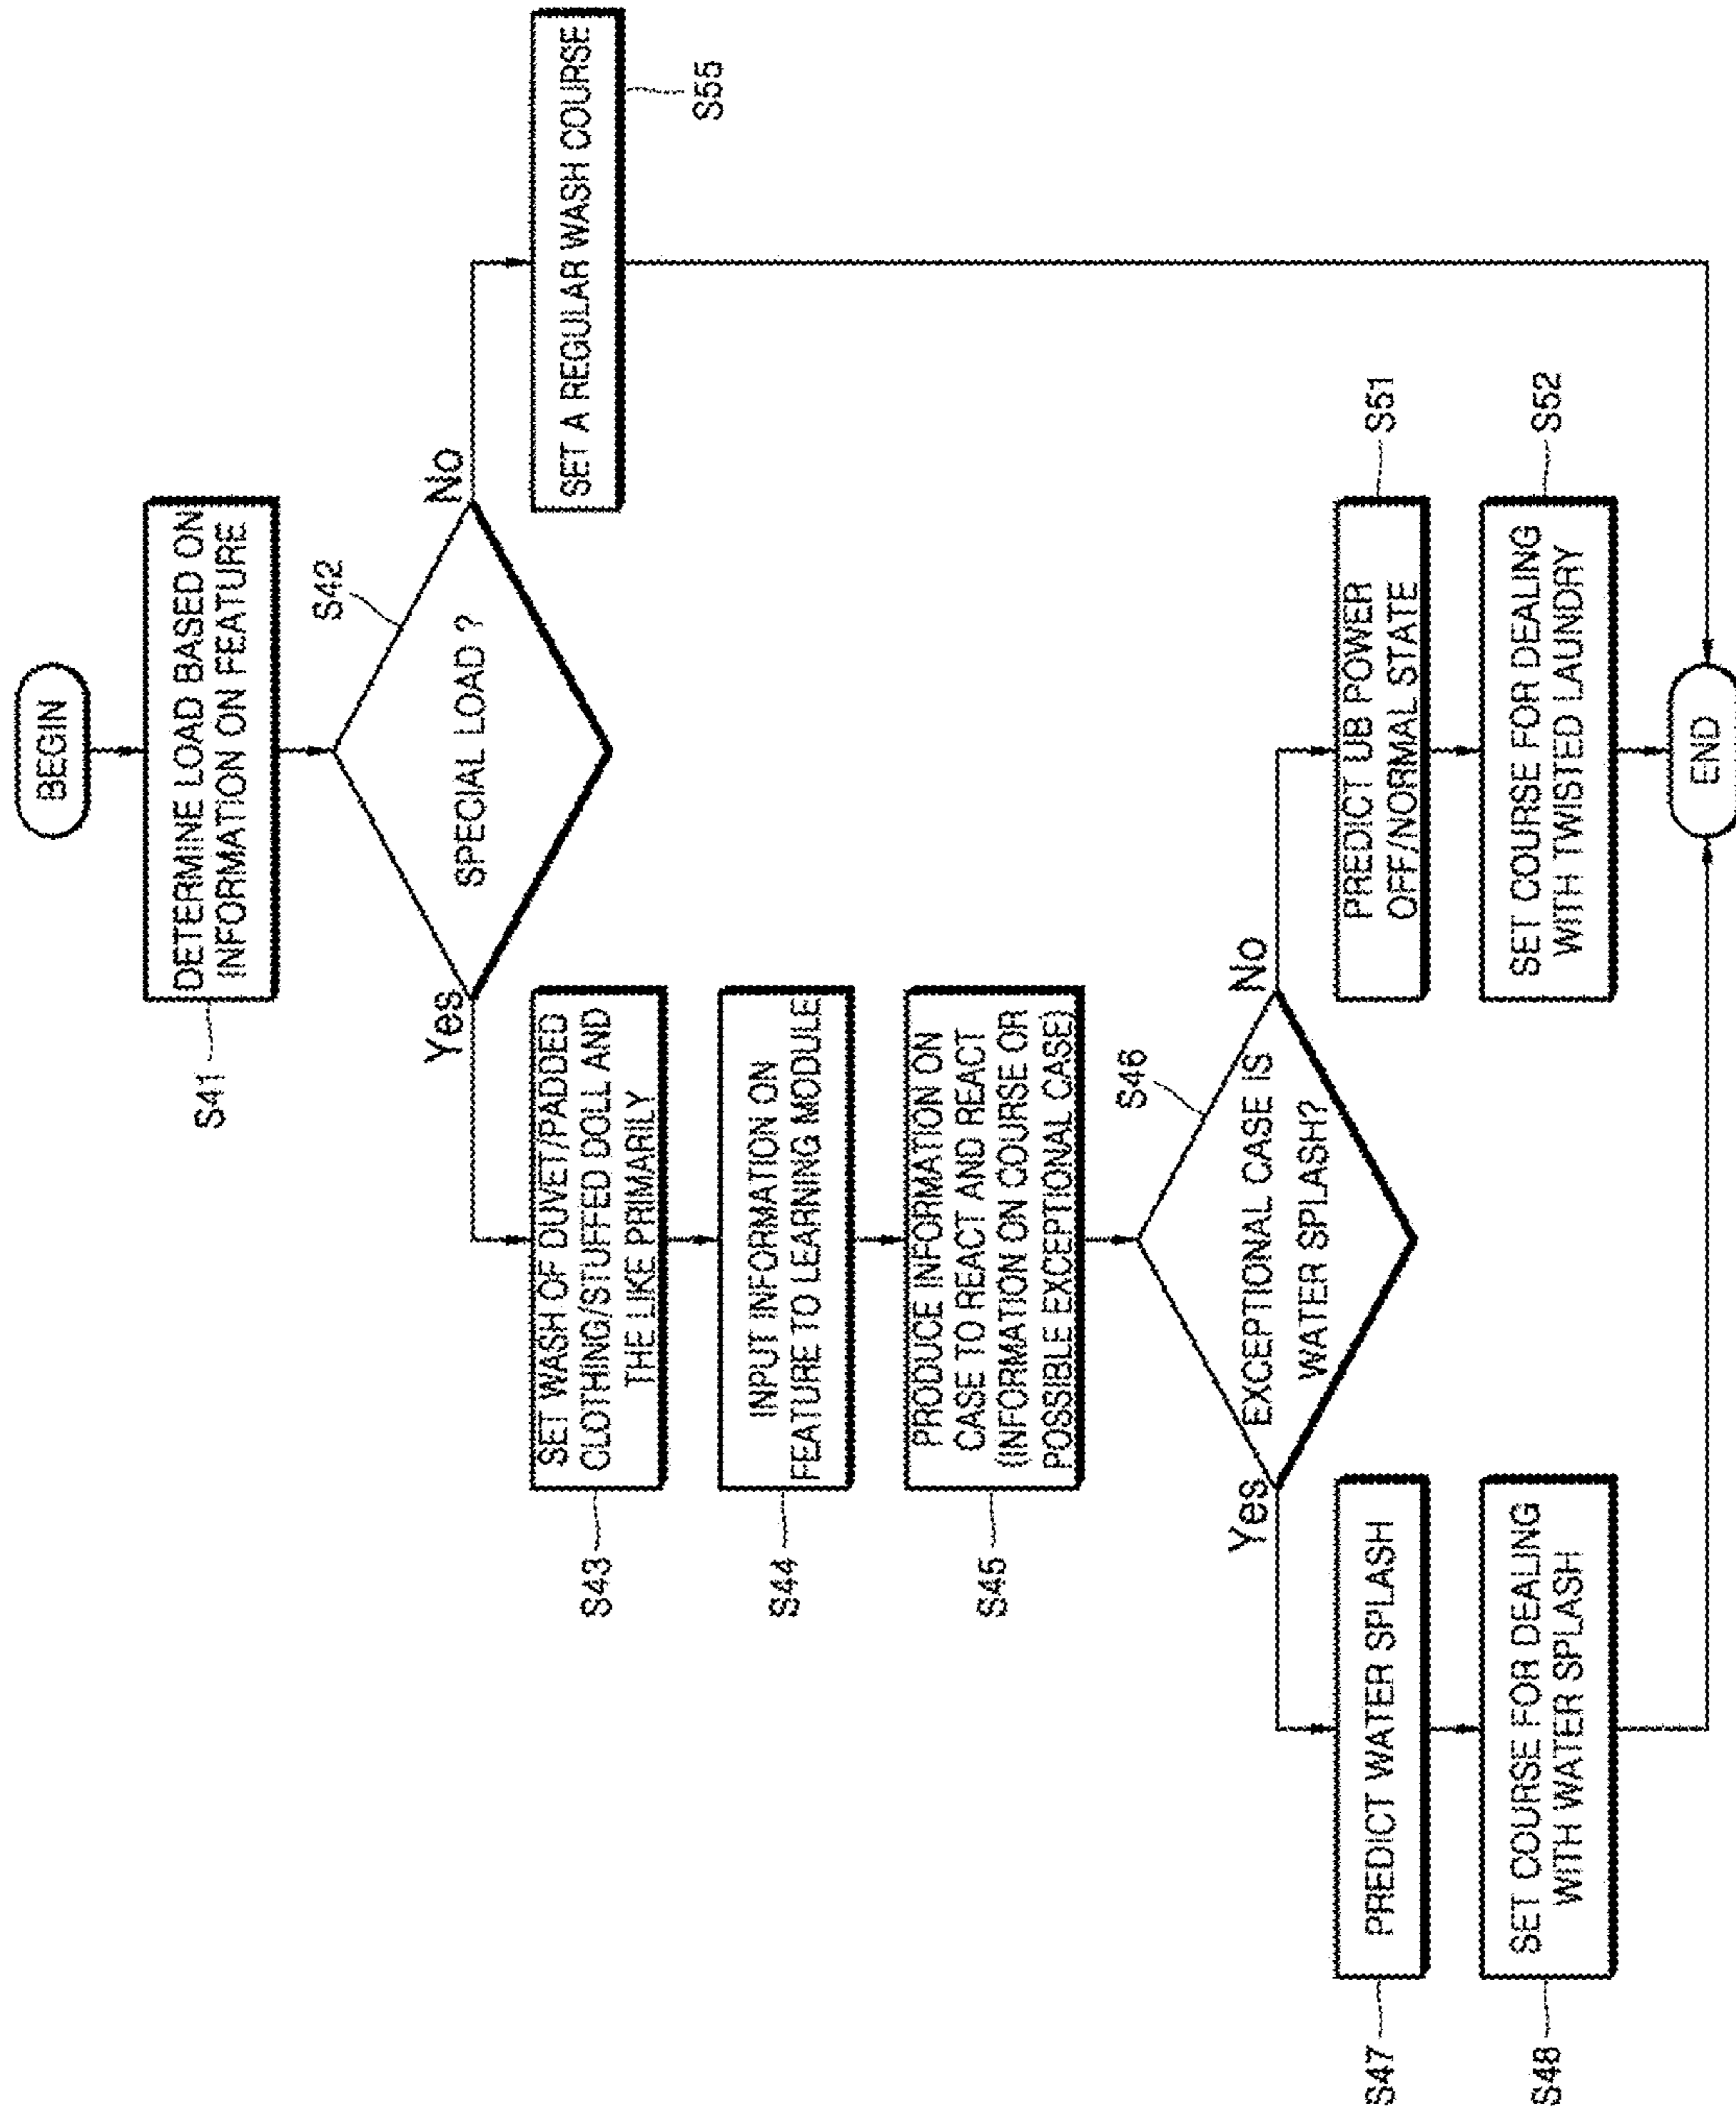 BEGIN
DETERMINE LOAD BASED ON
INFORMATION ON FEATURE
S41
SPECIAL LOAD ?
S42
Yes
No
SET WASH OF DUVET/PADDED
CLOTHING/STUFFED DOLL AND
THE LIKE PRIMARILY
S43
SET A REGULAR WASH COURSE
S55
INPUT INFORMATION ON
FEATURE TO LEARNING MODULE
S44
PRODUCE INFORMATION ON
CASE TO REACT AND REACT
(INFORMATION ON COURSE OR
POSSIBLE EXCEPTIONAL CASE)
S45
EXCEPTIONAL CASE IS
WATER SPLASH?
S46
Yes
No
PREDICT WATER SPLASH
S47
PREDICT UB POWER
OFF/NORMAL STATE
S51
SET COURSE FOR DEALING
WITH WATER SPLASH
S48
SET COURSE FOR DEALING
WITH TWISTED LAUNDRY
S52
END